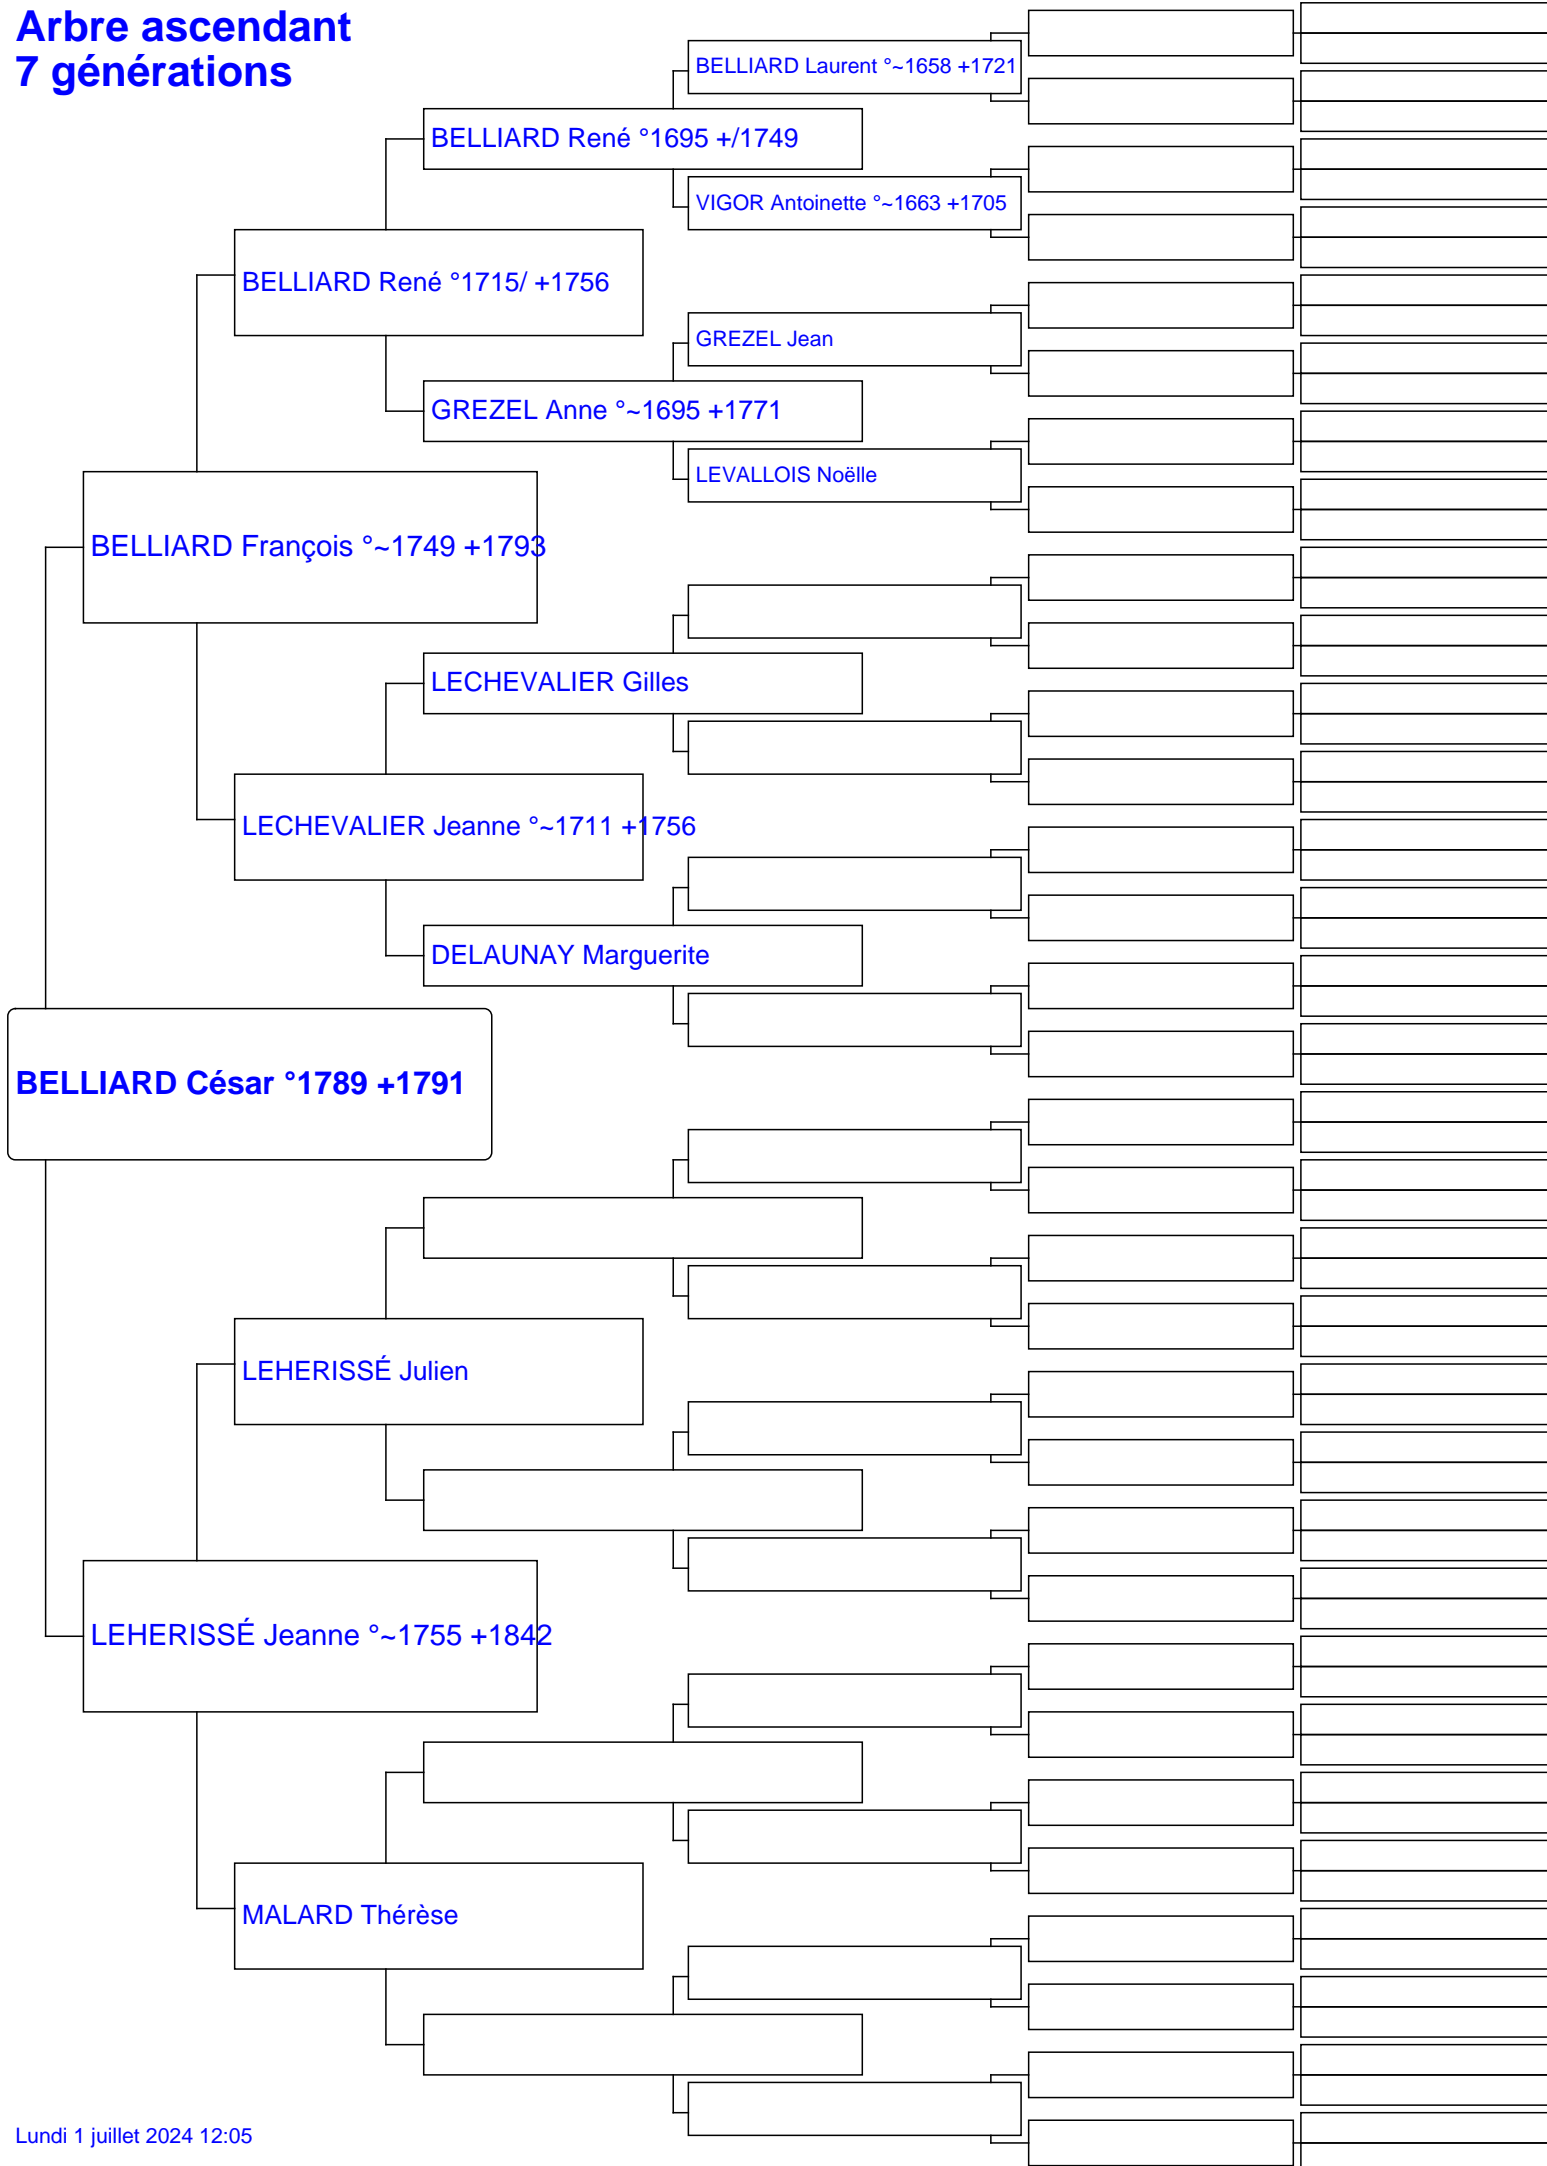 Arbre ascendant
7 générations
BELLIARD Laurent °~1658 +1721
BELLIARD René °1695 +/1749
VIGOR Antoinette °~1663 +1705
BELLIARD René °1715/ +1756
GREZEL Jean
GREZEL Anne °~1695 +1771
LEVALLOIS Noëlle
BELLIARD François °~1749 +1793
LECHEVALIER Gilles
LECHEVALIER Jeanne °~1711 +1756
DELAUNAY Marguerite
BELLIARD César °1789 +1791
LEHERISSÉ Julien
LEHERISSÉ Jeanne °~1755 +1842
MALARD Thérèse
Lundi 1 juillet 2024 12:05